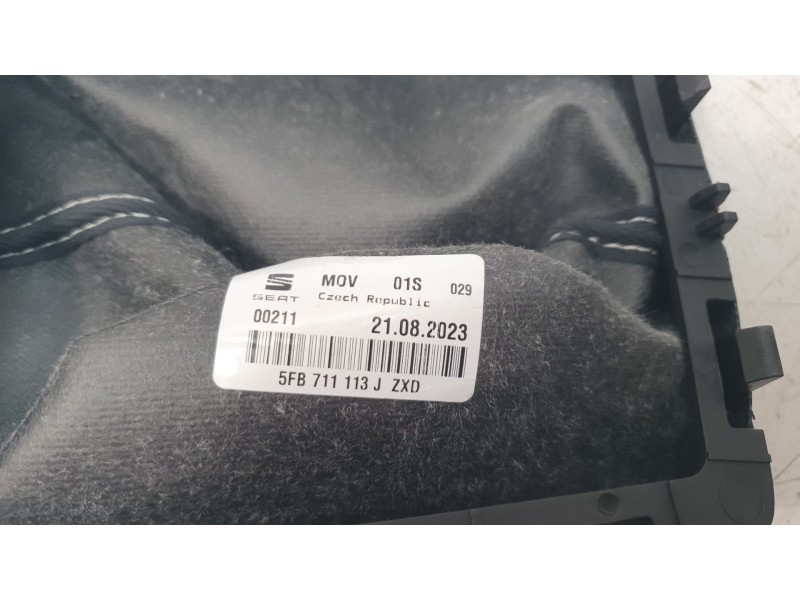 MOV 01S 029
SEAT Czech Republic
00211 21.08.2023
5FB 711 113 J ZXD